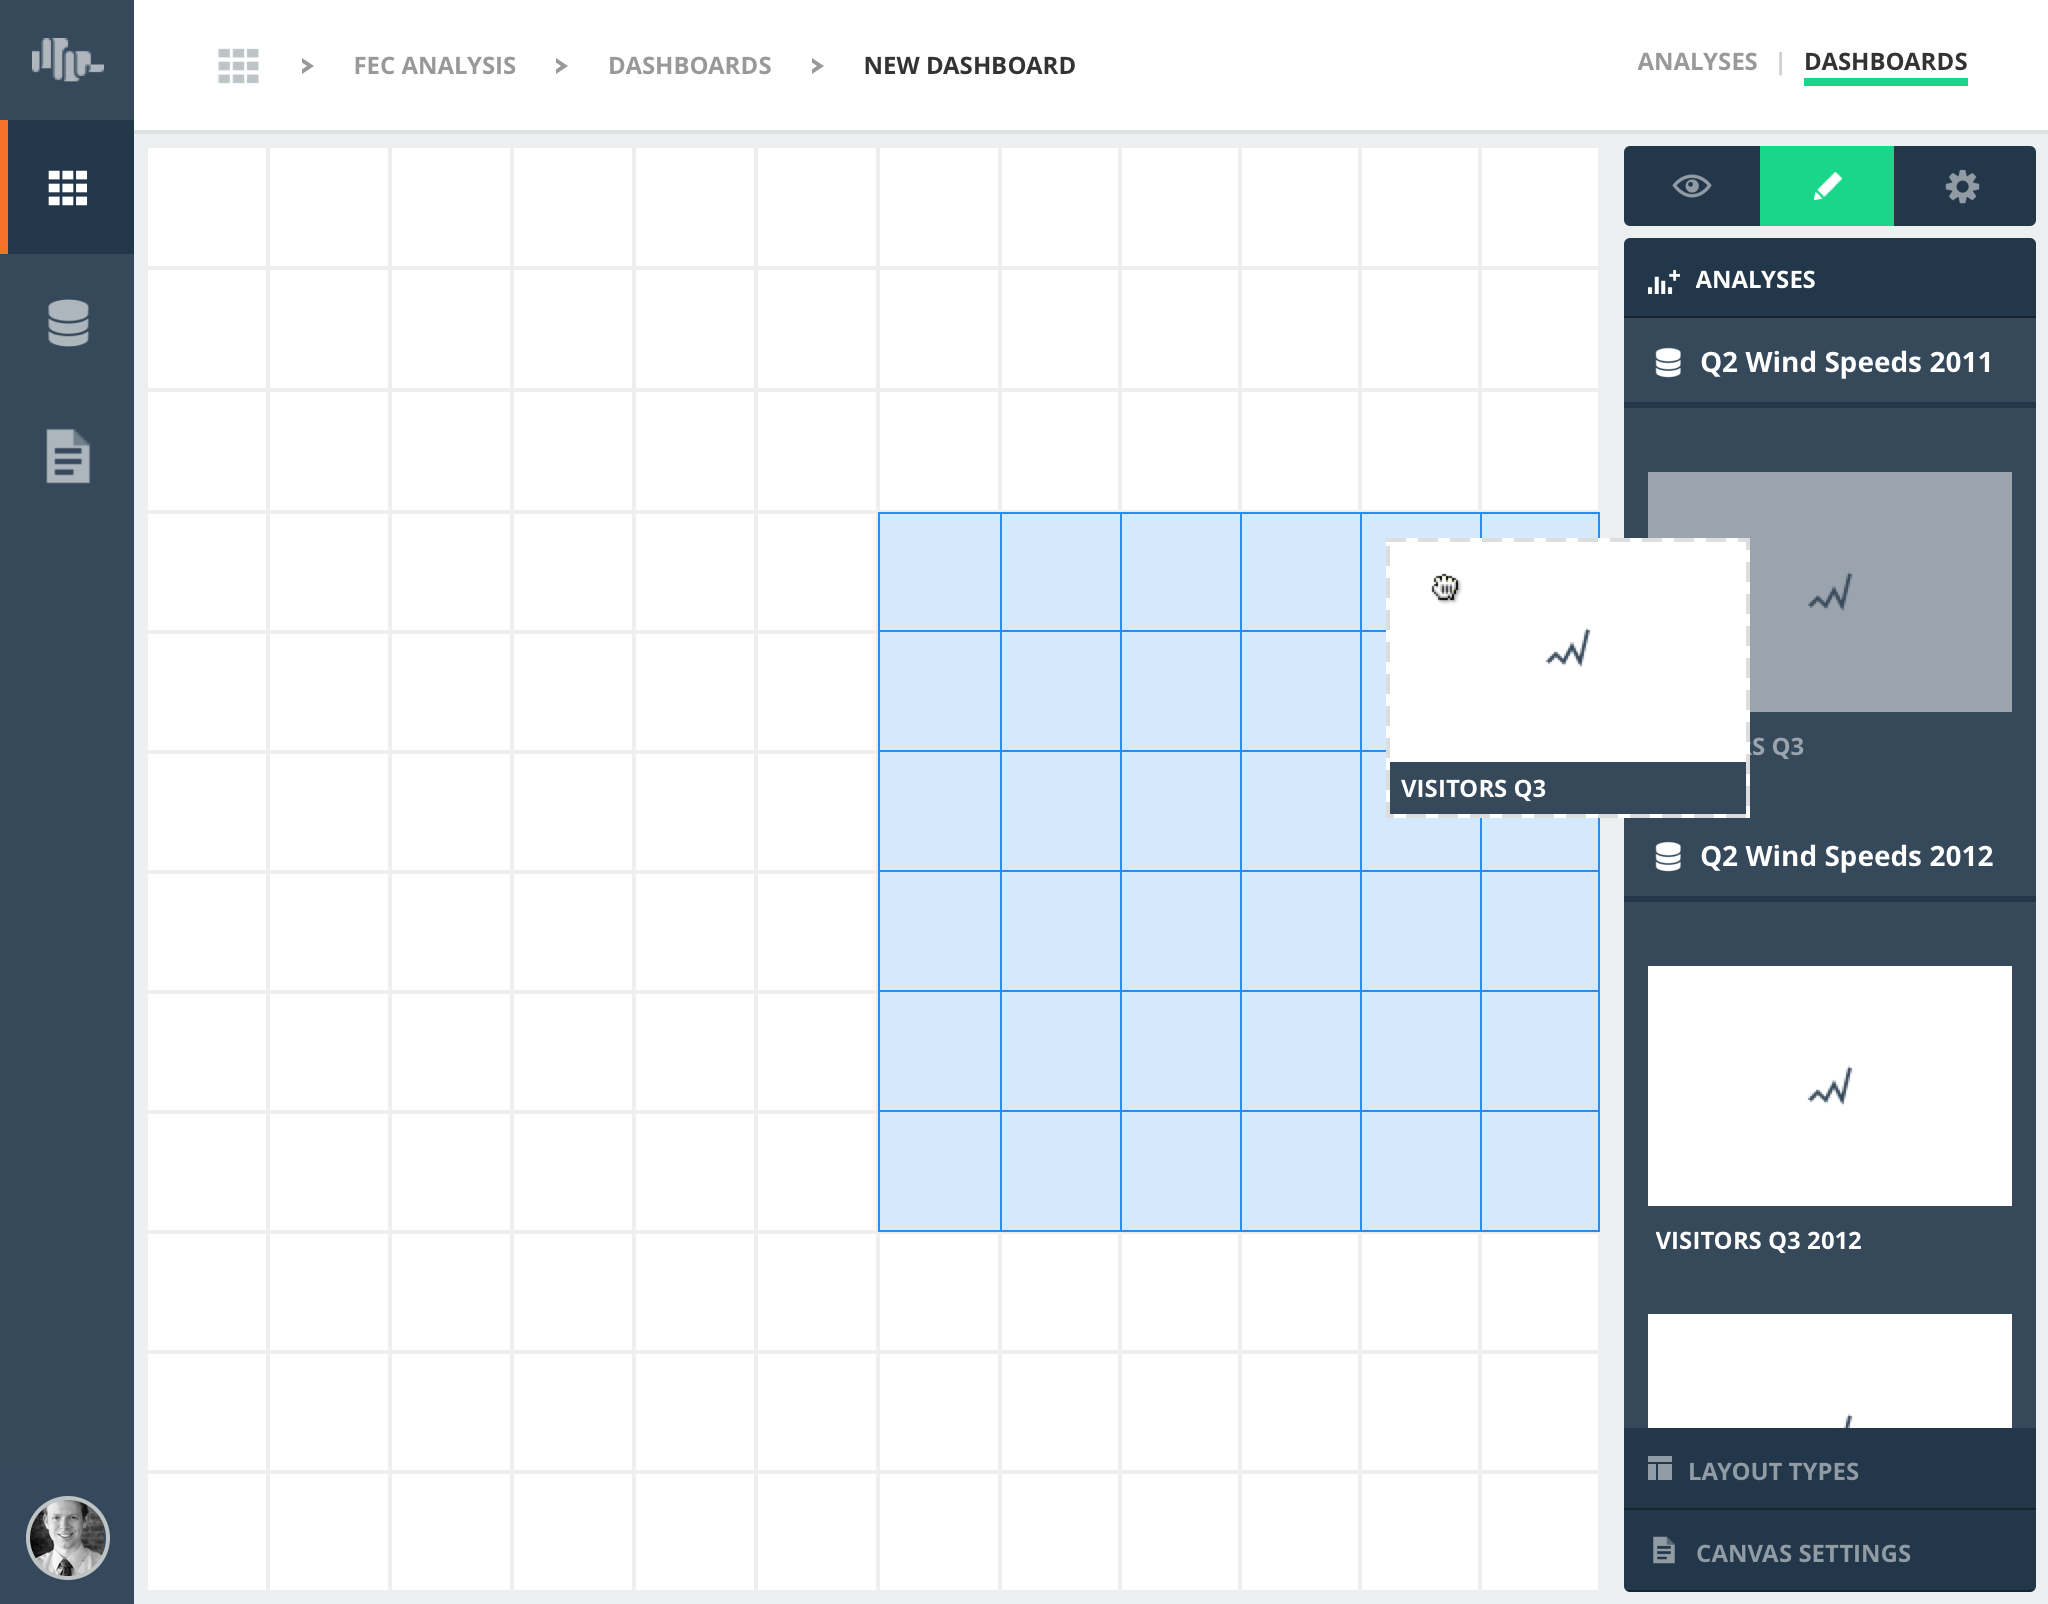 > FEC ANALYSIS > DASHBOARDS > NEW DASHBOARD
ANALYSES | DASHBOARDS
ANALYSES
Q2 Wind Speeds 2011
S Q3
VISITORS Q3
Q2 Wind Speeds 2012
VISITORS Q3 2012
LAYOUT TYPES
CANVAS SETTINGS